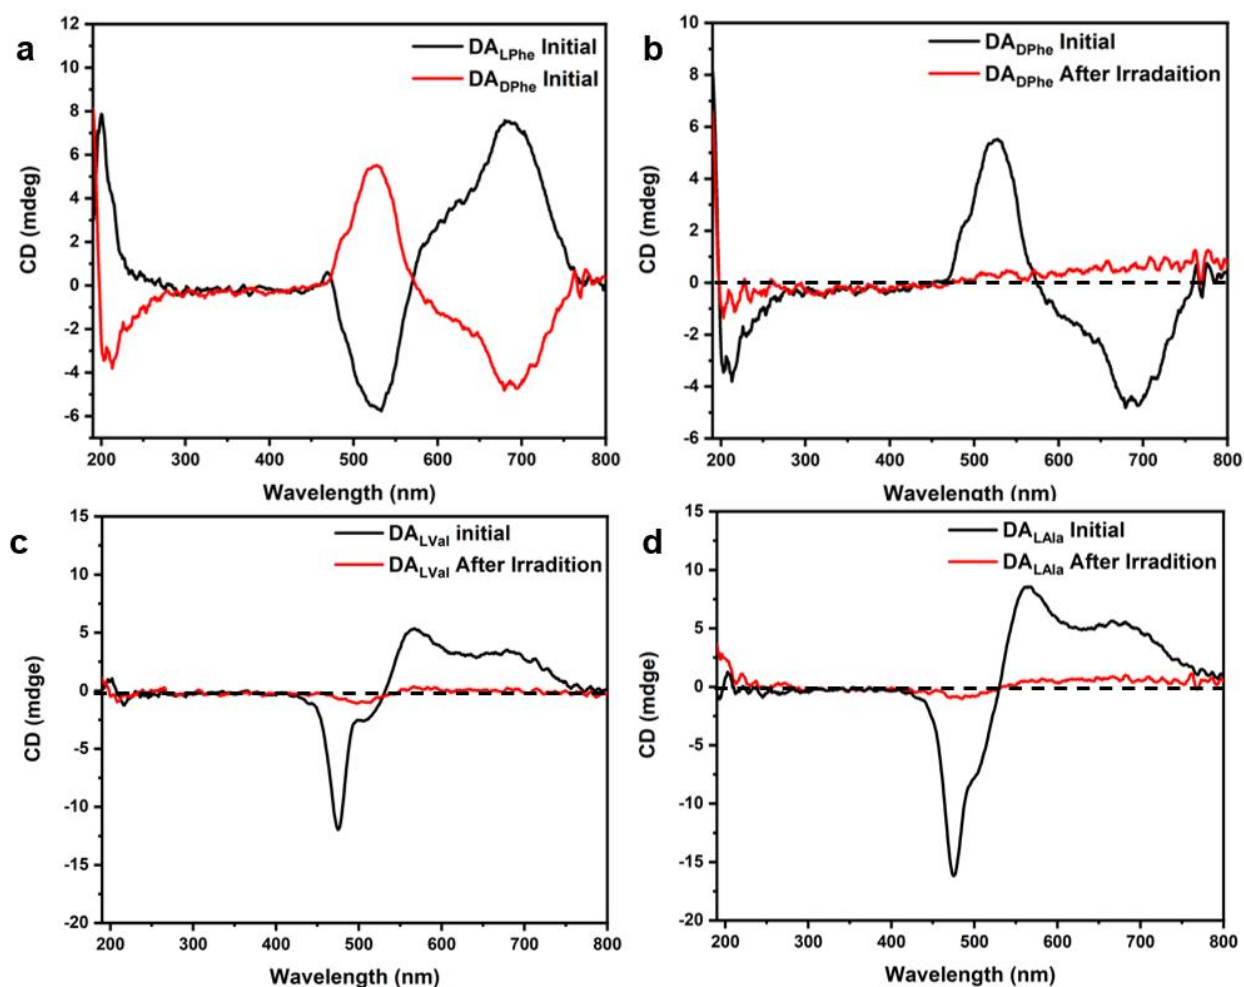 a
DA_LPhe Initial
DA_DPhe Initial
12
10
8
6
4
2
0
-2
-4
-6
CD (mdeg)
200 300 400 500 600 700 800
Wavelength (nm)
b
DA_DPhe Initial
DA_DPhe After Irradaition
10
8
6
4
2
0
-2
-4
-6
CD (mdeg)
200 300 400 500 600 700 800
Wavelength (nm)
c
DA_LVal initial
DA_LVal After Irradition
15
10
5
0
-5
-10
-15
-20
CD (mdge)
200 300 400 500 600 700 800
Wavelength (nm)
d
DA_LAla Initial
DA_LAla After Irradition
15
10
5
0
-5
-10
-15
-20
CD (mdge)
200 300 400 500 600 700 800
Wavelength (nm)